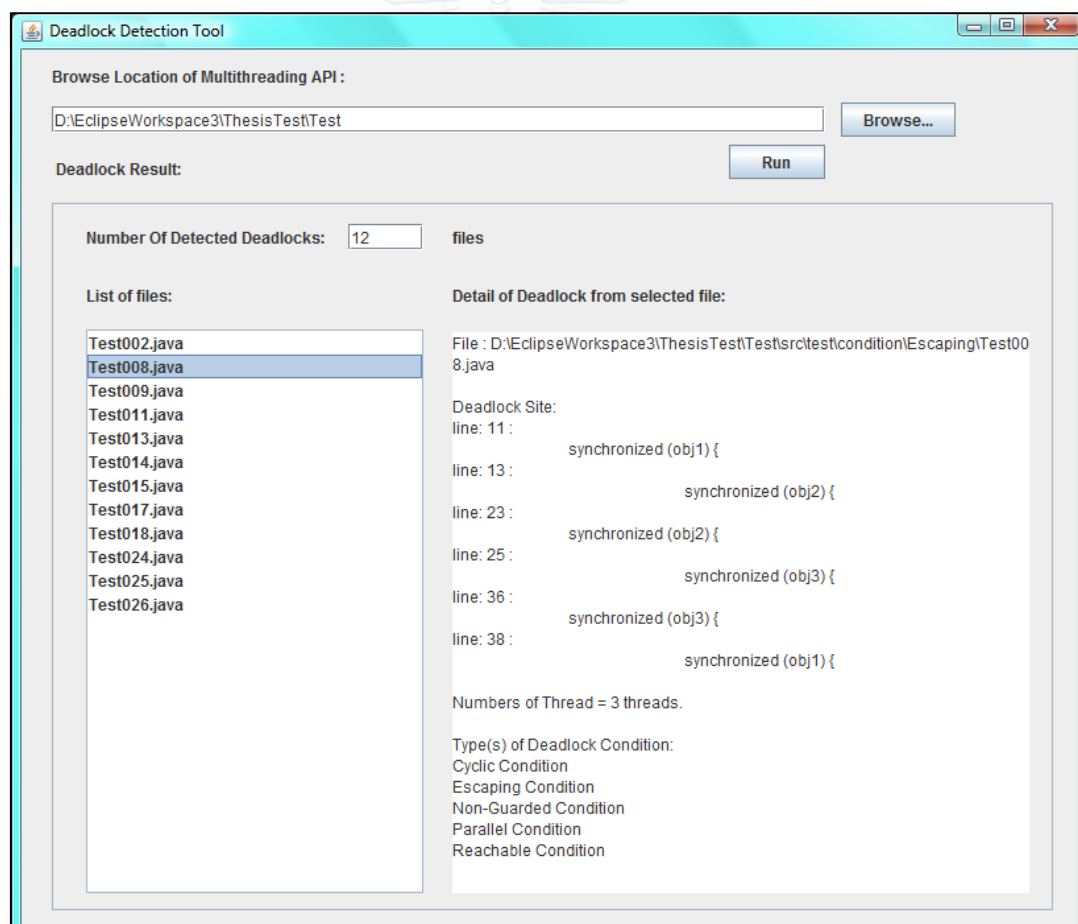 Deadlock Detection Tool
Browse Location of Multithreading API :
D:\EclipseWorkspace3\ThesisTest\Test
Browse...
Deadlock Result:
Run
Number Of Detected Deadlocks: 12 files
List of files:
Test002.java
Test008.java
Test009.java
Test011.java
Test013.java
Test014.java
Test015.java
Test017.java
Test018.java
Test024.java
Test025.java
Test026.java
Detail of Deadlock from selected file:
File : D:\EclipseWorkspace3\ThesisTest\Test\src\test\condition\Escaping\Test00
8.java
Deadlock Site:
line: 11 :
synchronized (obj1) {
line: 13 :
synchronized (obj2) {
line: 23 :
synchronized (obj2) {
line: 25 :
synchronized (obj3) {
line: 36 :
synchronized (obj3) {
line: 38 :
synchronized (obj1) {
Numbers of Thread = 3 threads.
Type(s) of Deadlock Condition:
Cyclic Condition
Escaping Condition
Non-Guarded Condition
Parallel Condition
Reachable Condition